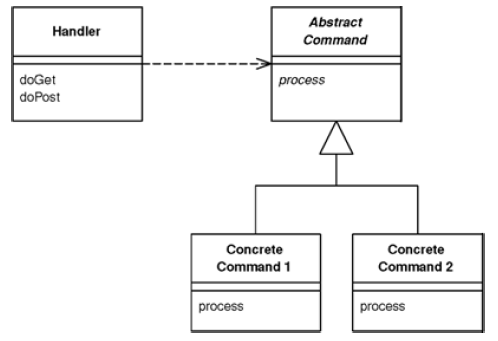 Handler
doGet
doPost
Abstract
Command
process
Concrete
Command 1
process
Concrete
Command 2
process